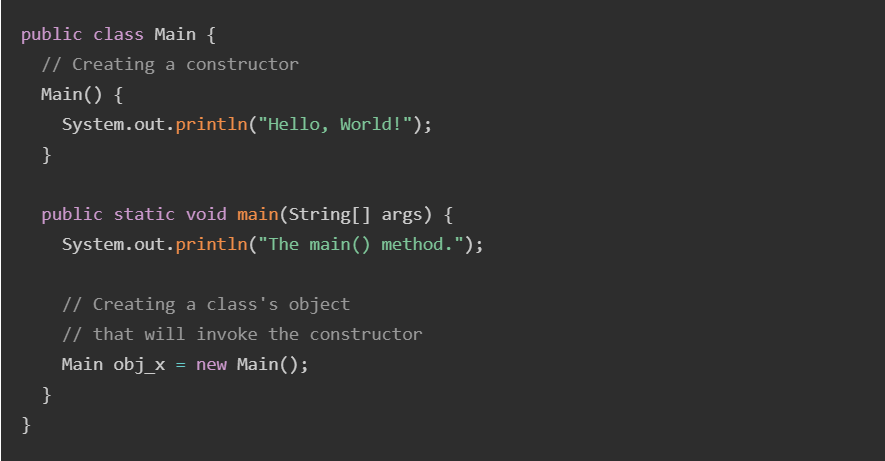 public class Main {
  // Creating a constructor
  Main() {
    System.out.println("Hello, World!");
  }

  public static void main(String[] args) {
    System.out.println("The main() method.");

    // Creating a class's object
    // that will invoke the constructor
    Main obj_x = new Main();
  }
}